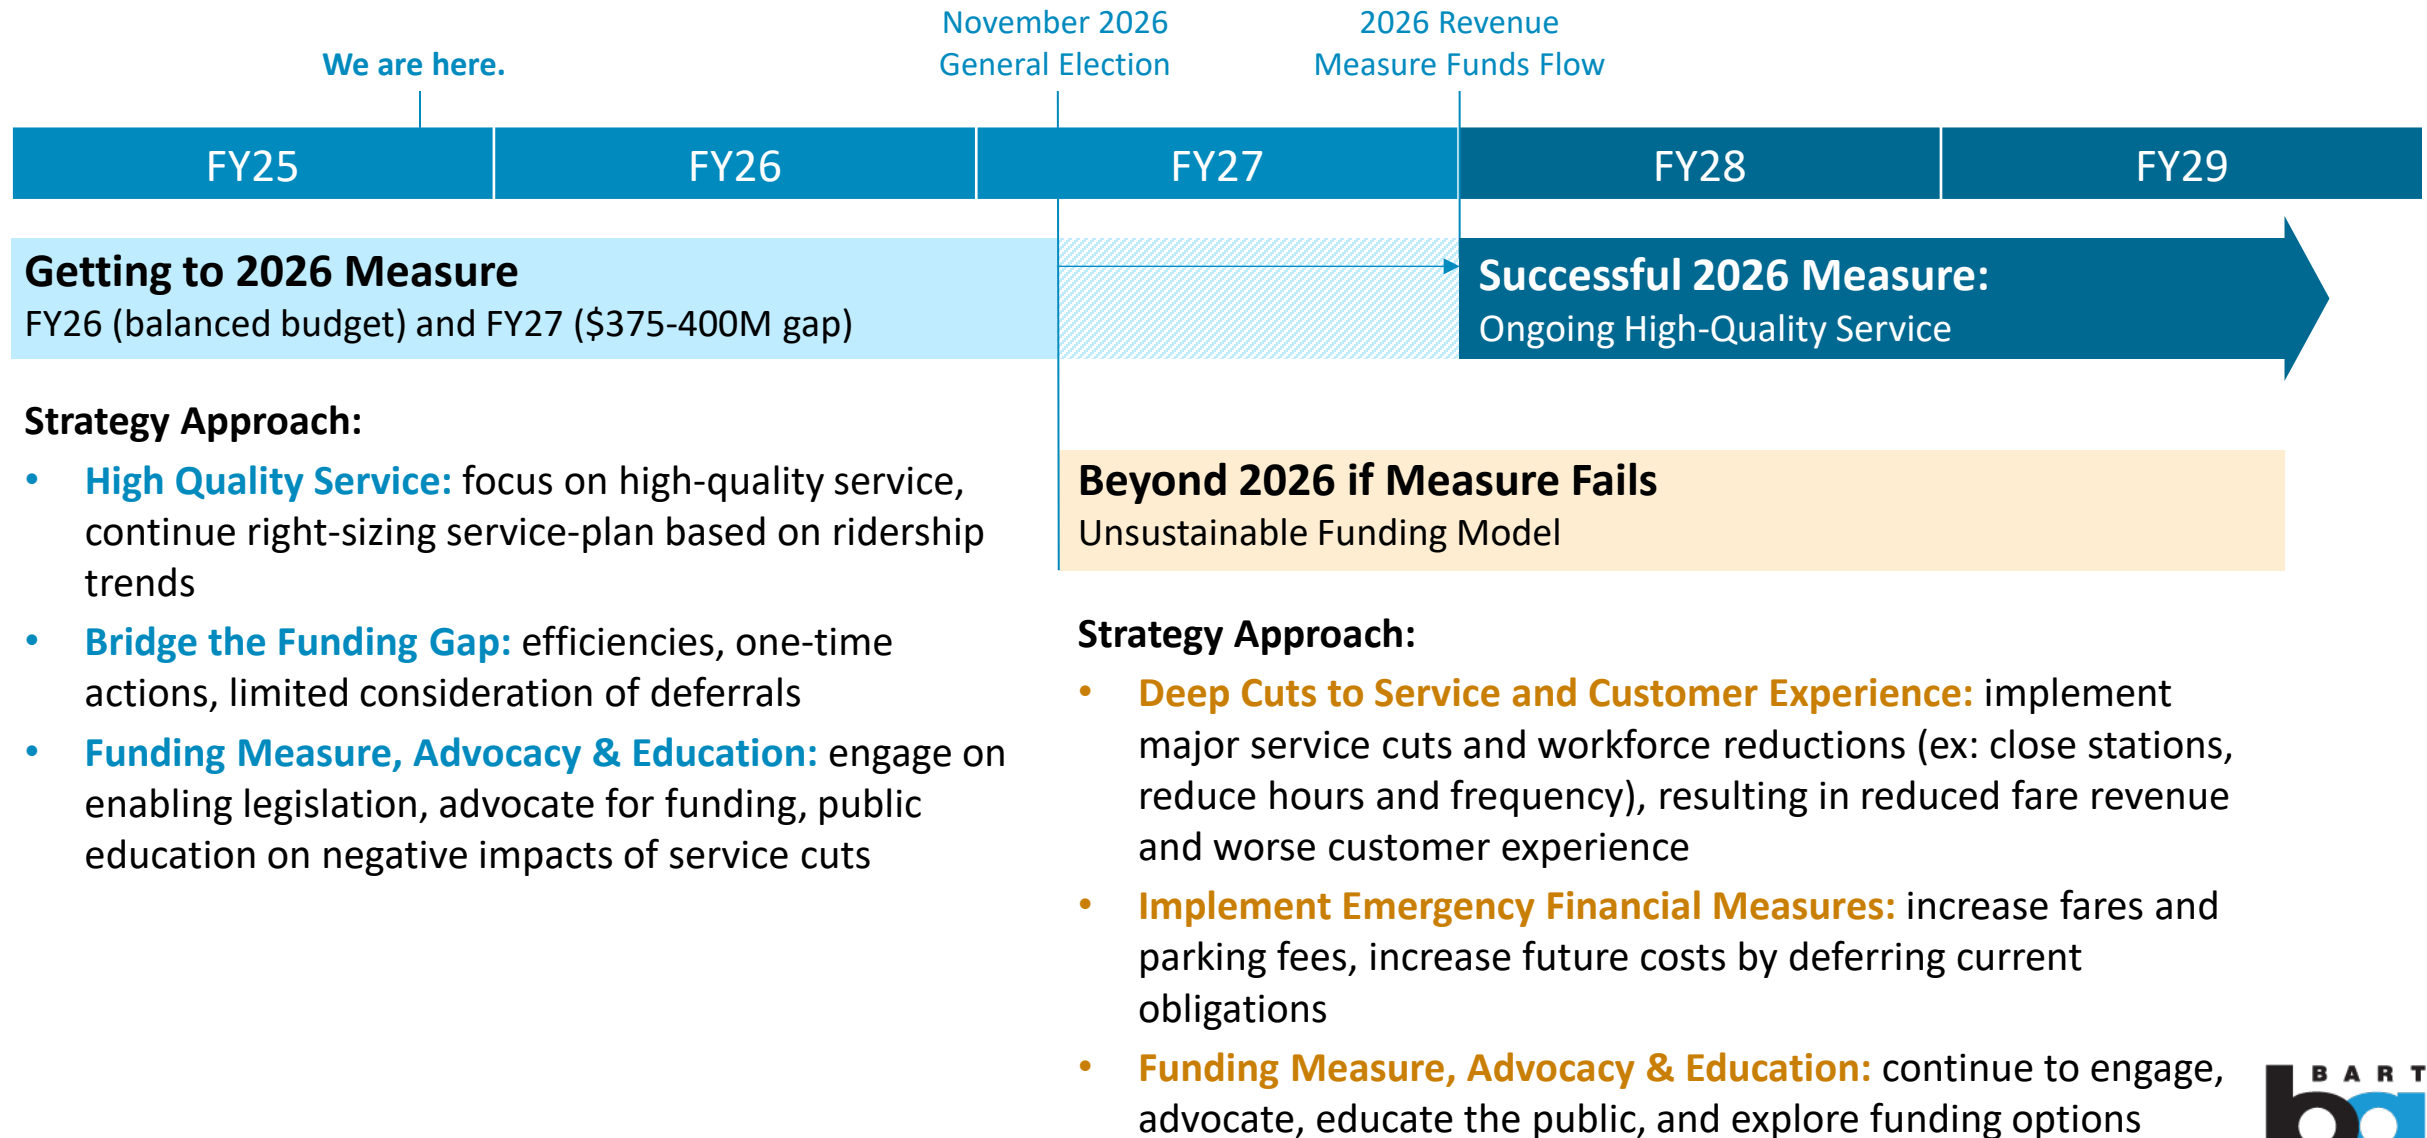 We are here.
November 2026
General Election
2026 Revenue
Measure Funds Flow
FY25
FY26
FY27
FY28
FY29
Getting to 2026 Measure
FY26 (balanced budget) and FY27 ($375-400M gap)
Successful 2026 Measure:
Ongoing High-Quality Service
Strategy Approach:
• High Quality Service: focus on high-quality service,
continue right-sizing service-plan based on ridership
trends
• Bridge the Funding Gap: efficiencies, one-time
actions, limited consideration of deferrals
• Funding Measure, Advocacy & Education: engage on
enabling legislation, advocate for funding, public
education on negative impacts of service cuts
Beyond 2026 if Measure Fails
Unsustainable Funding Model
Strategy Approach:
• Deep Cuts to Service and Customer Experience: implement
major service cuts and workforce reductions (ex: close stations,
reduce hours and frequency), resulting in reduced fare revenue
and worse customer experience
• Implement Emergency Financial Measures: increase fares and
parking fees, increase future costs by deferring current
obligations
• Funding Measure, Advocacy & Education: continue to engage,
advocate, educate the public, and explore funding options
BART
ba